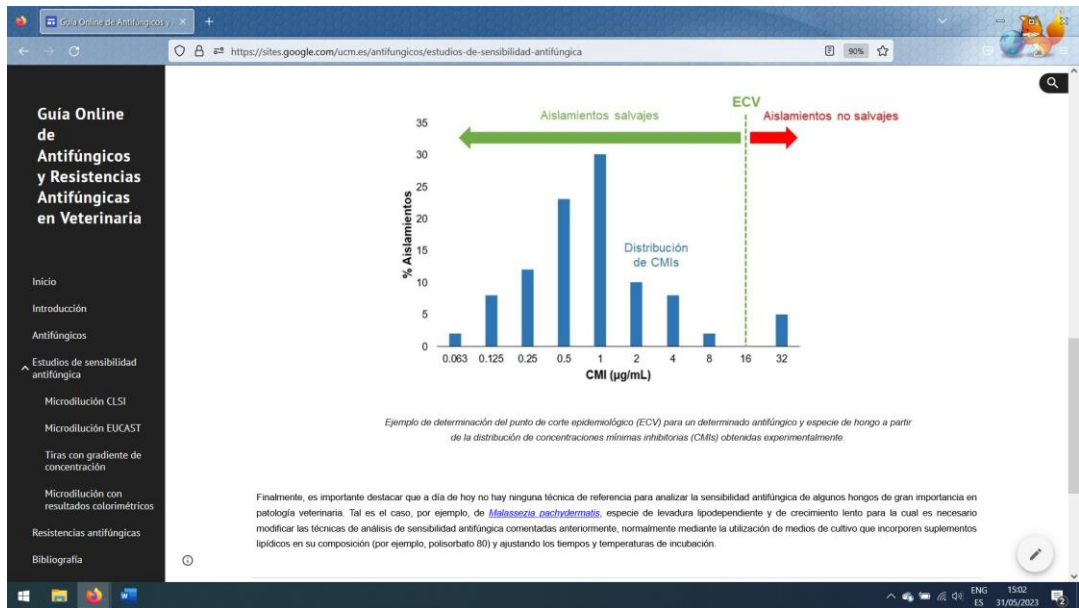 Guía Online de Antifúngicos y
https://sites.google.com/ucm.es/antifungicos/estudios-de-sensibilidad-antifúngica
90%
Guía Online
de
Antifúngicos
y Resistencias
Antifúngicas
en Veterinaria
Inicio
Introducción
Antifúngicos
Estudios de sensibilidad
antifúngica
Microdilución CLSI
Microdilución EUCAST
Tiras con gradiente de
concentración
Microdilución con
resultados colorimétricos
Resistencias antifúngicas
Bibliografía
ECV
Aislamientos salvajes
Aislamientos no salvajes
35
30
25
20
15
10
5
0
% Aislamientos
Distribución
de CMIs
0.063 0.125 0.25 0.5 1 2 4 8 16 32
CMI (µg/mL)
Ejemplo de determinación del punto de corte epidemiológico (ECV) para un determinado antifúngico y especie de hongo a partir
de la distribución de concentraciones mínimas inhibitorias (CMIs) obtenidas experimentalmente.
Finalmente, es importante destacar que a día de hoy no hay ninguna técnica de referencia para analizar la sensibilidad antifúngica de algunos hongos de gran importancia en
patología veterinaria. Tal es el caso, por ejemplo, de Malassezia pachydermatis, especie de levadura lipodependiente y de crecimiento lento para la cual es necesario
modificar las técnicas de análisis de sensibilidad antifúngica comentadas anteriormente, normalmente mediante la utilización de medios de cultivo que incorporen suplementos
lipídicos en su composición (por ejemplo, polisorbato 80) y ajustando los tiempos y temperaturas de incubación.
ENG
ES
15:02
31/05/2023
2